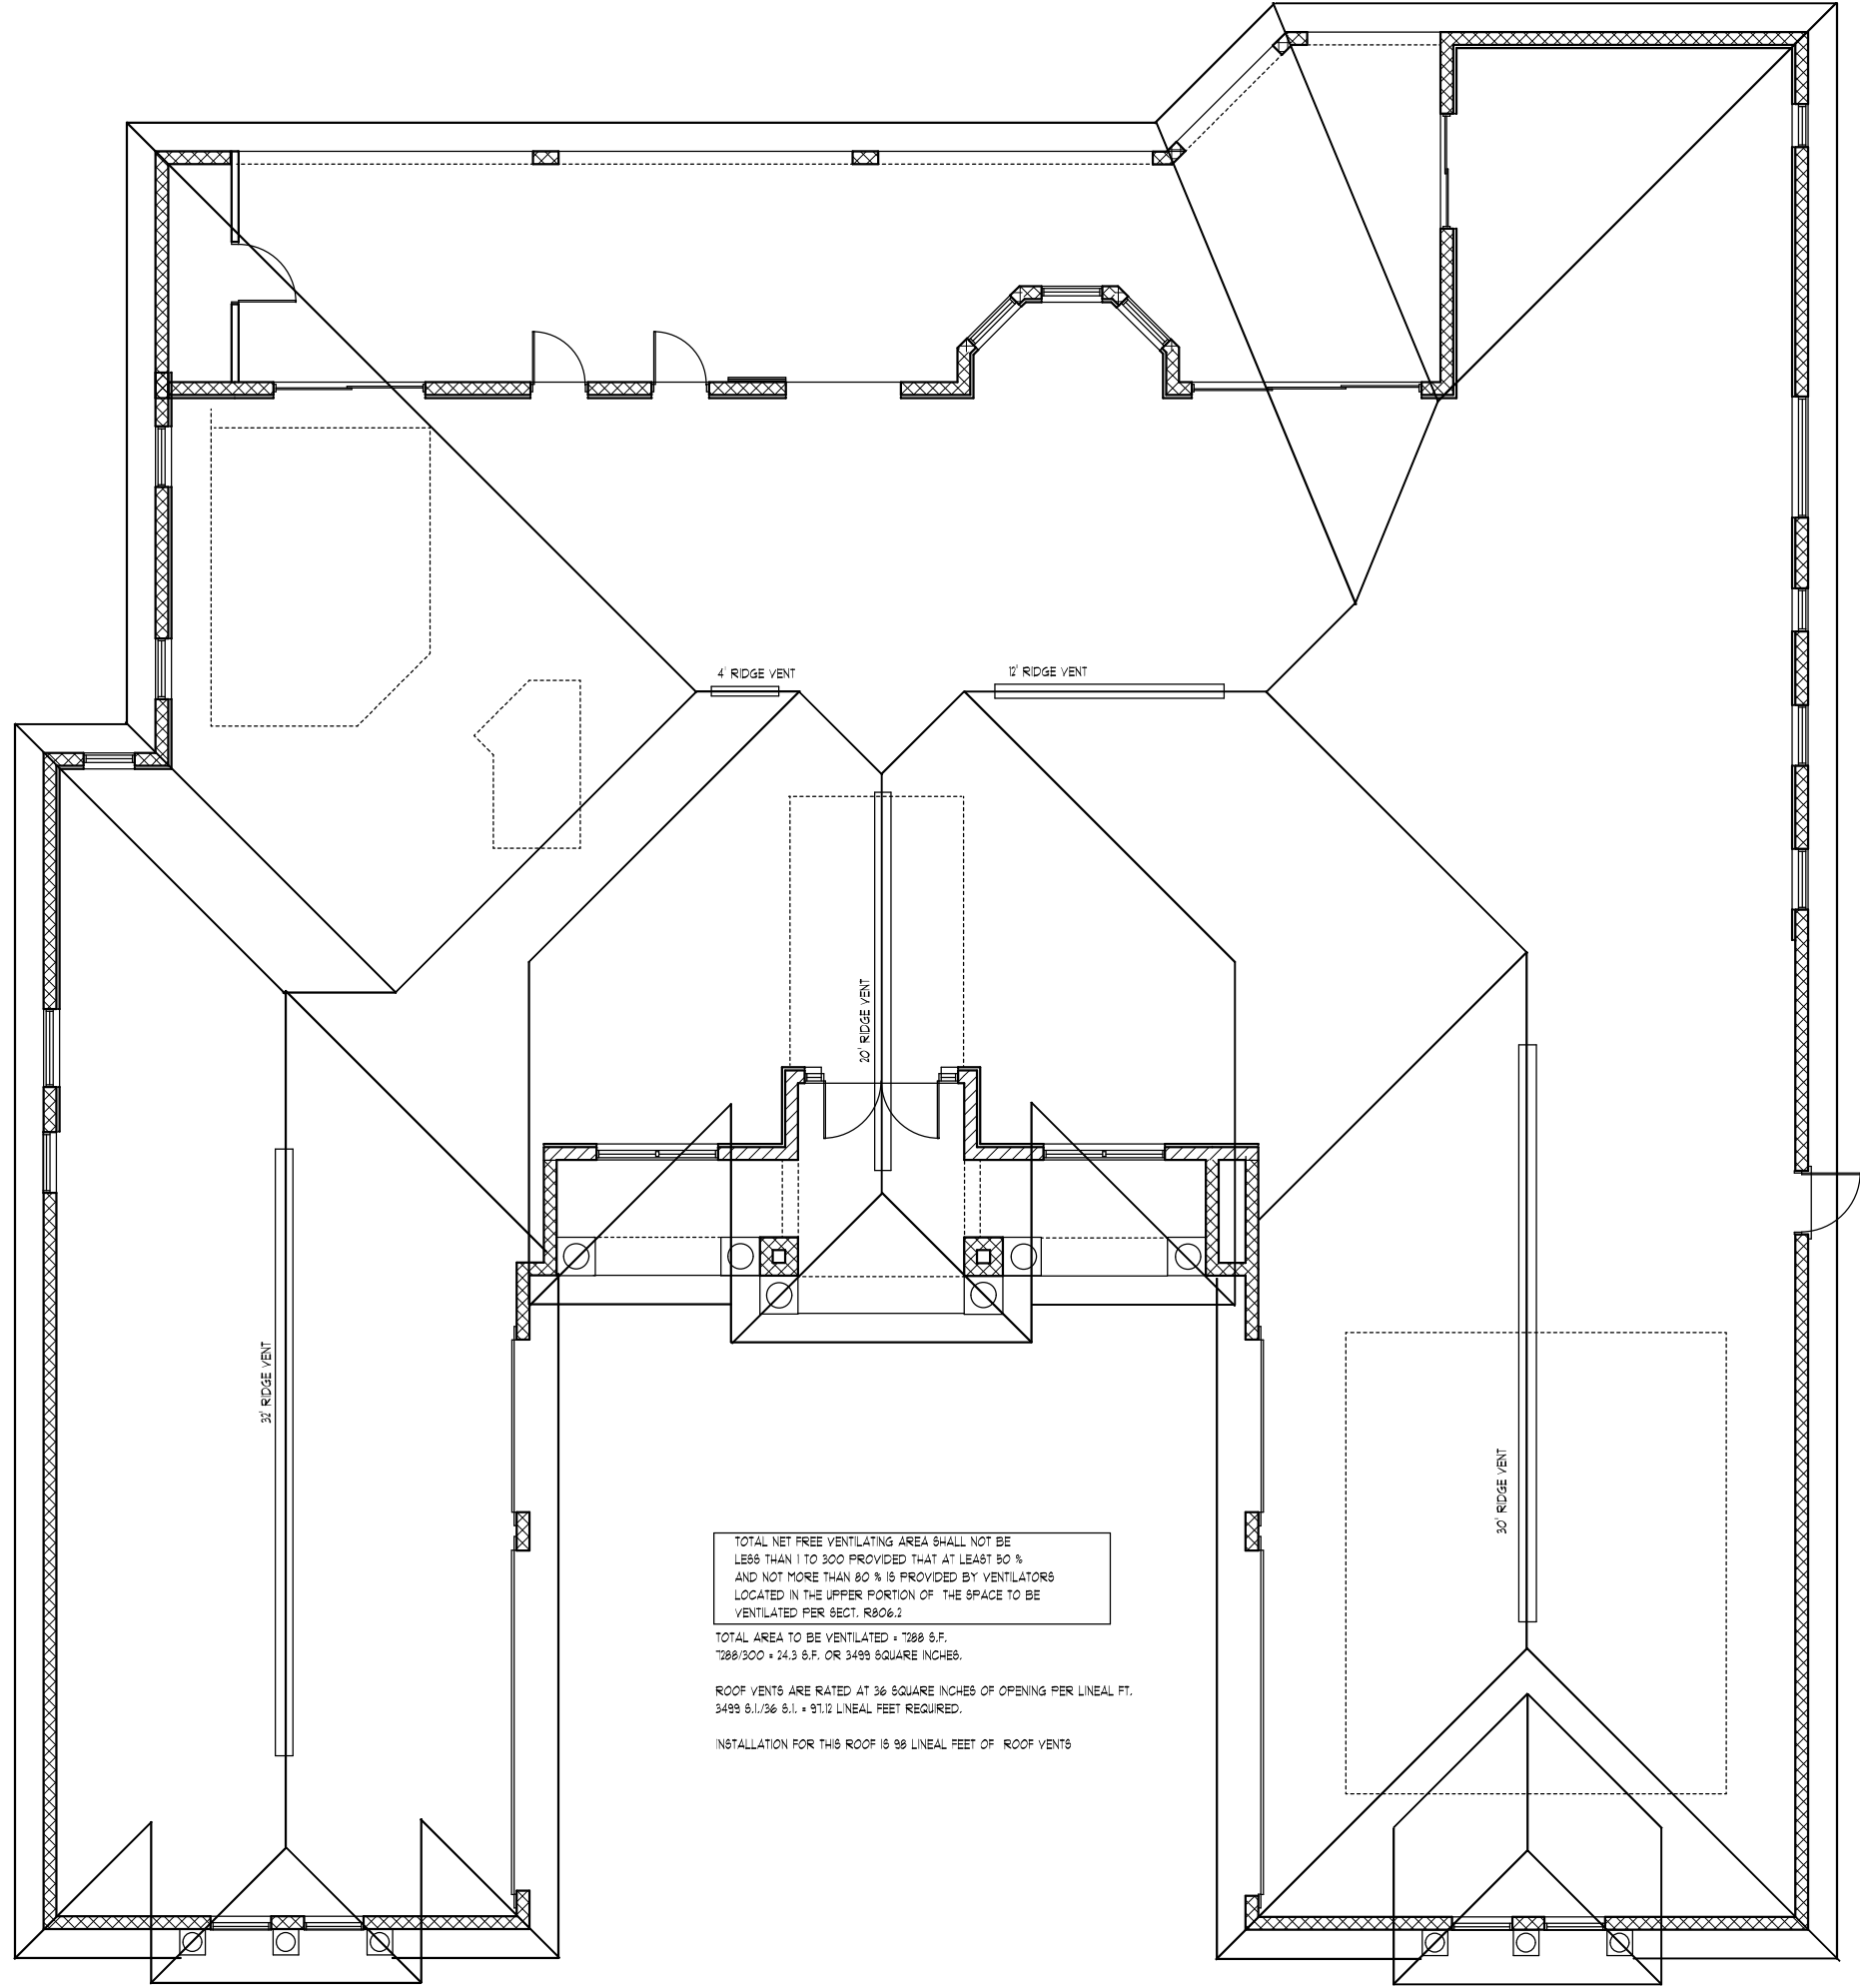 4' RIDGE VENT
12' RIDGE VENT
20' RIDGE VENT
32' RIDGE VENT
30' RIDGE VENT
TOTAL NET FREE VENTILATING AREA SHALL NOT BE
LESS THAN 1 TO 300 PROVIDED THAT AT LEAST 50 %
AND NOT MORE THAN 80 % IS PROVIDED BY VENTILATORS
LOCATED IN THE UPPER PORTION OF THE SPACE TO BE
VENTILATED PER SECT. R806.2
TOTAL AREA TO BE VENTILATED = 7288 S.F.
7288/300 = 24.3 S.F. OR 3499 SQUARE INCHES.
ROOF VENTS ARE RATED AT 36 SQUARE INCHES OF OPENING PER LINEAL FT.
3499 S.I./36 S.I. = 97.12 LINEAL FEET REQUIRED.
INSTALLATION FOR THIS ROOF IS 98 LINEAL FEET OF ROOF VENTS